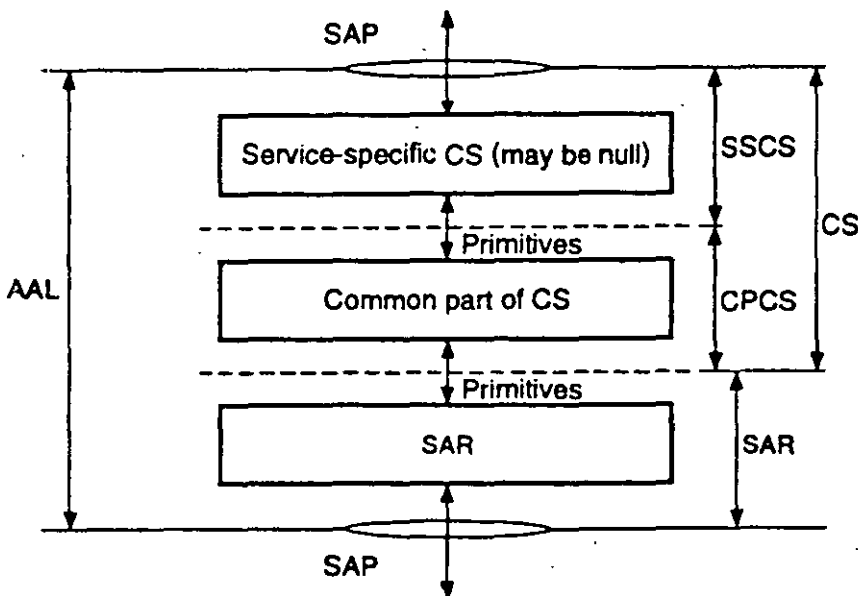 SAP
Service-specific CS (may be null)
SSCS
Primitives
CS
AAL
Common part of CS
CPCS
Primitives
SAR
SAR
SAP